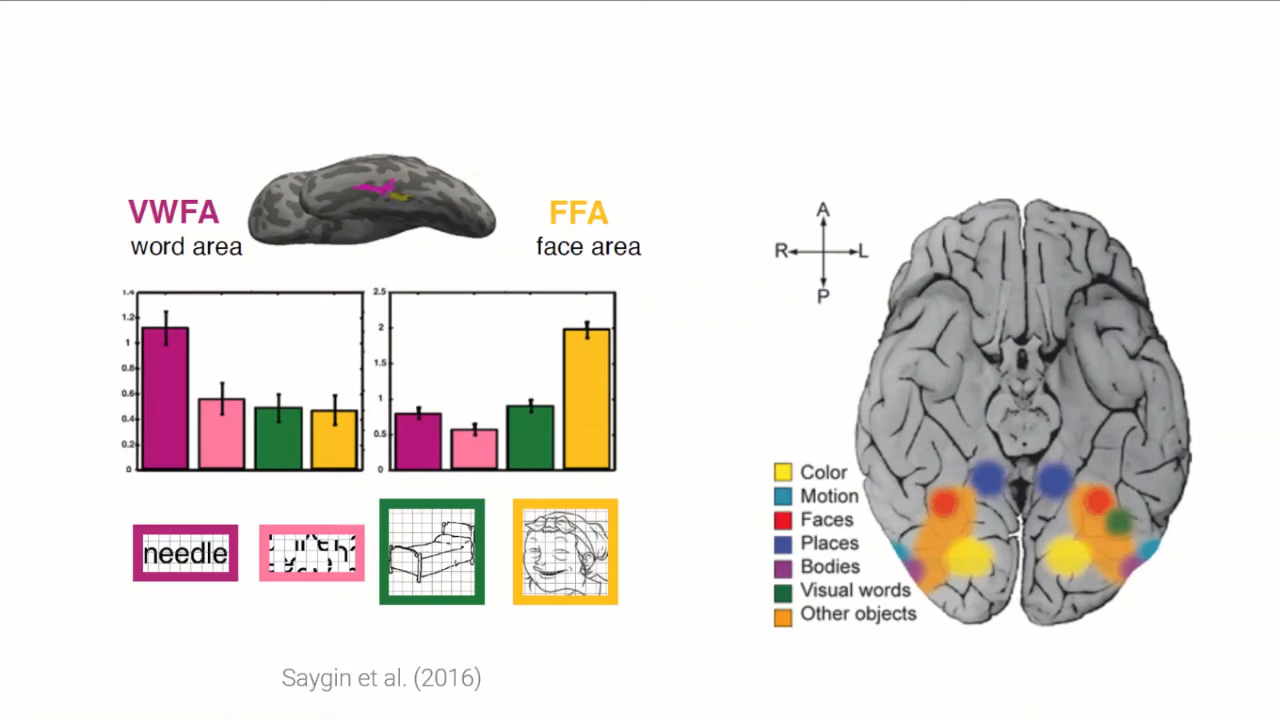 VWFA
word area
FFA
face area
1.4
1.2
1
0.8
0.6
0.4
0.2
0
2.5
2
1.5
1
0.5
0
needle
Saygin et al. (2016)
A
R
L
P
Color
Motion
Faces
Places
Bodies
Visual words
Other objects